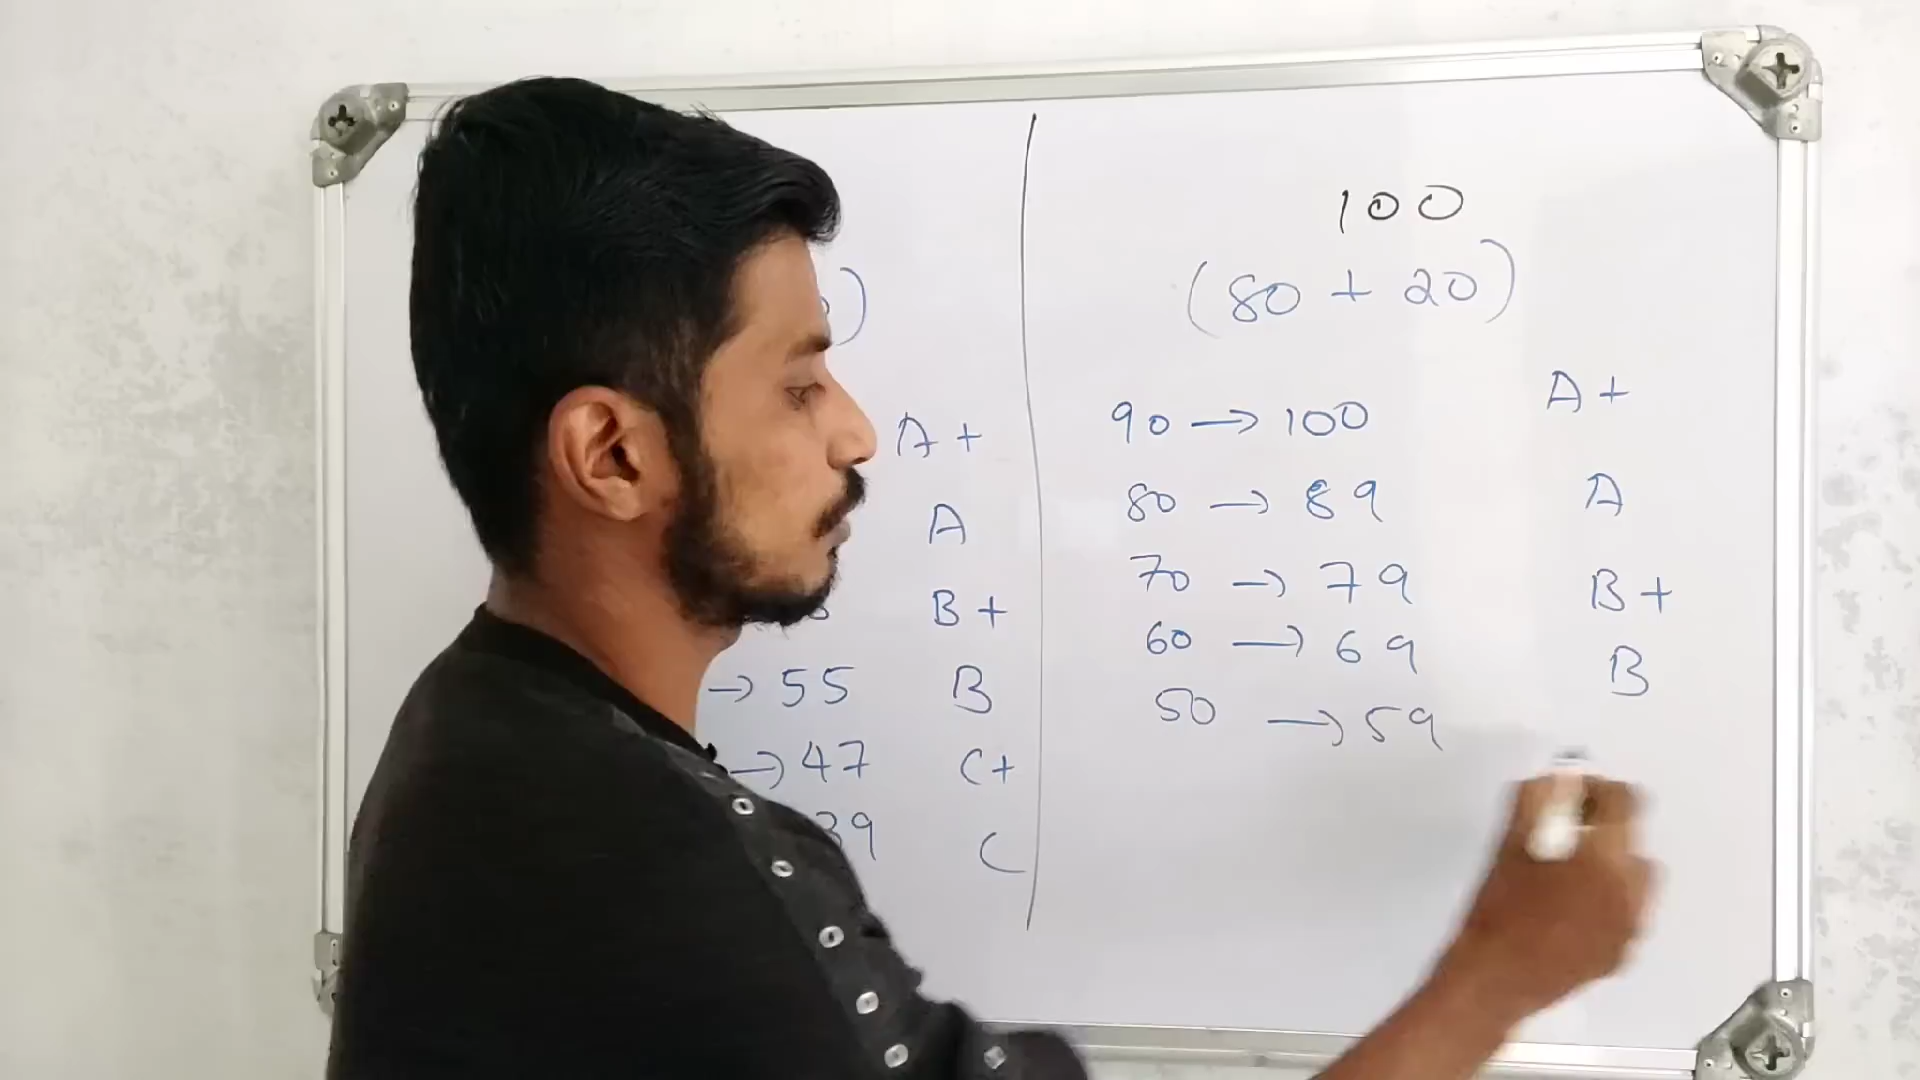 )
A +
A
B +
→ 55 B
→ 47 C+
39 C
100
(80 + 20)
90 → 100 A+
80 → 89 A
70 → 79 B+
60 → 69 B
50 → 59